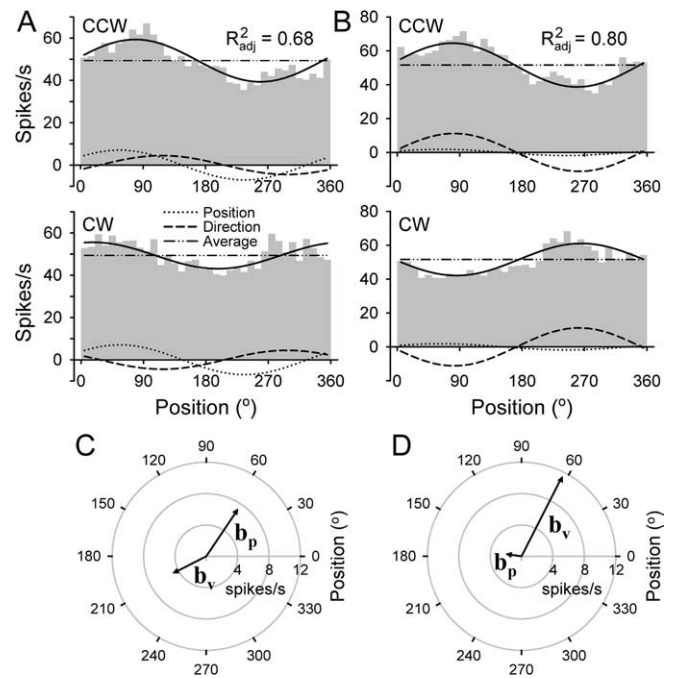 A
CCW
R²adj = 0.68
60
40
20
0
Spikes/s
0
90
180
270
360
B
CCW
R²adj = 0.80
80
60
40
20
0
0
90
180
270
360
CW
Position
Direction
Average
60
40
20
0
Spikes/s
0
90
180
270
360
Position (º)
CW
80
60
40
20
0
0
90
180
270
360
Position (º)
C
90
60
30
0
330
300
270
240
210
180
150
120
bp
bv
4
8
12
spikes/s
Position (º)
D
90
60
30
0
330
300
270
240
210
180
150
120
bv
bp
4
8
12
spikes/s
Position (º)